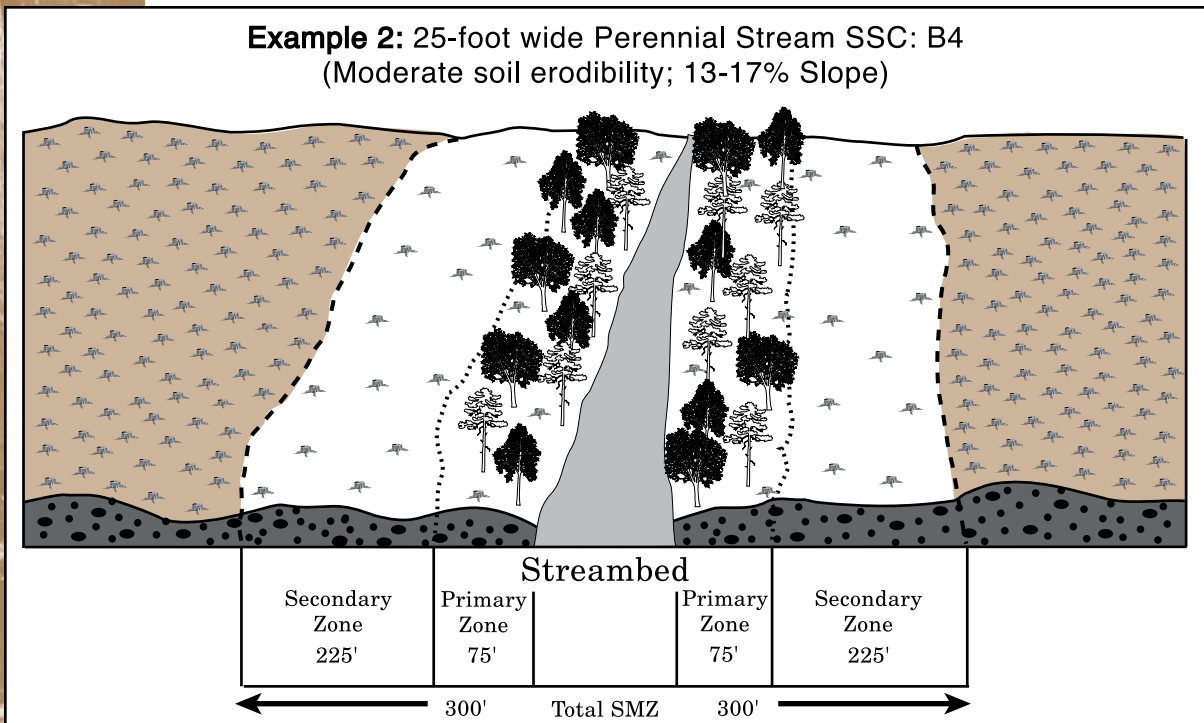 Example 2: 25-foot wide Perennial Stream SSC: B4
(Moderate soil erodibility; 13-17% Slope)
Streambed
Secondary
Zone
225'
Primary
Zone
75'
Primary
Zone
75'
Secondary
Zone
225'
300' Total SMZ 300'